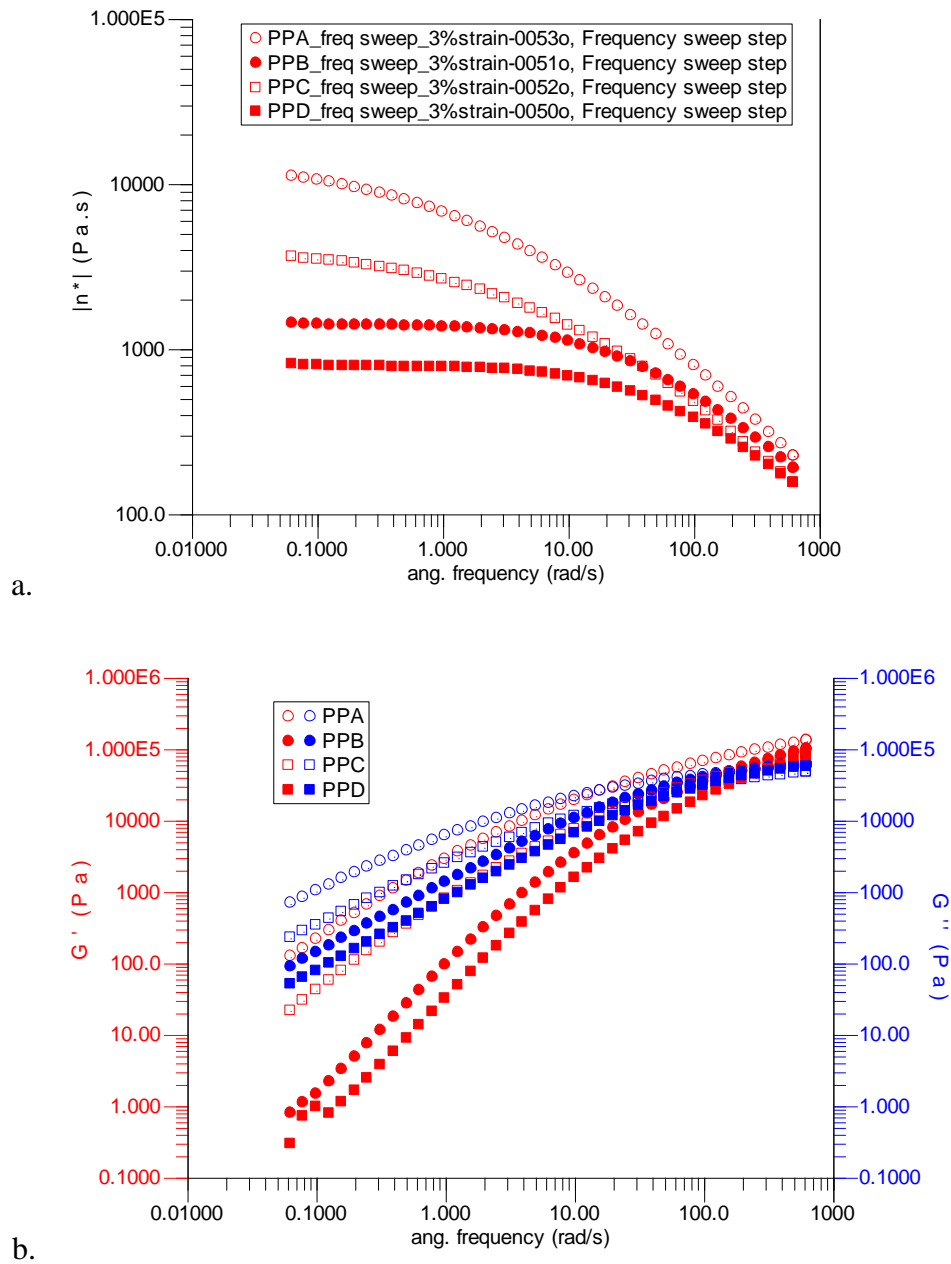 1.000E5
PPA_freq sweep_3%strain-0053o, Frequency sweep step
PPB_freq sweep_3%strain-0051o, Frequency sweep step
PPC_freq sweep_3%strain-0052o, Frequency sweep step
PPD_freq sweep_3%strain-0050o, Frequency sweep step
10000
|n*| (Pa.s)
1000
100.0
0.01000 0.1000 1.000 10.00 100.0 1000
ang. frequency (rad/s)
a.
1.000E6 1.000E6
PPA
PPB
PPC
PPD
1.000E5 1.000E5
10000 10000
1000 1000
G' (Pa)
G'' (Pa)
100.0 100.0
10.00 10.00
1.000 1.000
0.1000 0.1000
0.01000 0.1000 1.000 10.00 100.0 1000
ang. frequency (rad/s)
b.